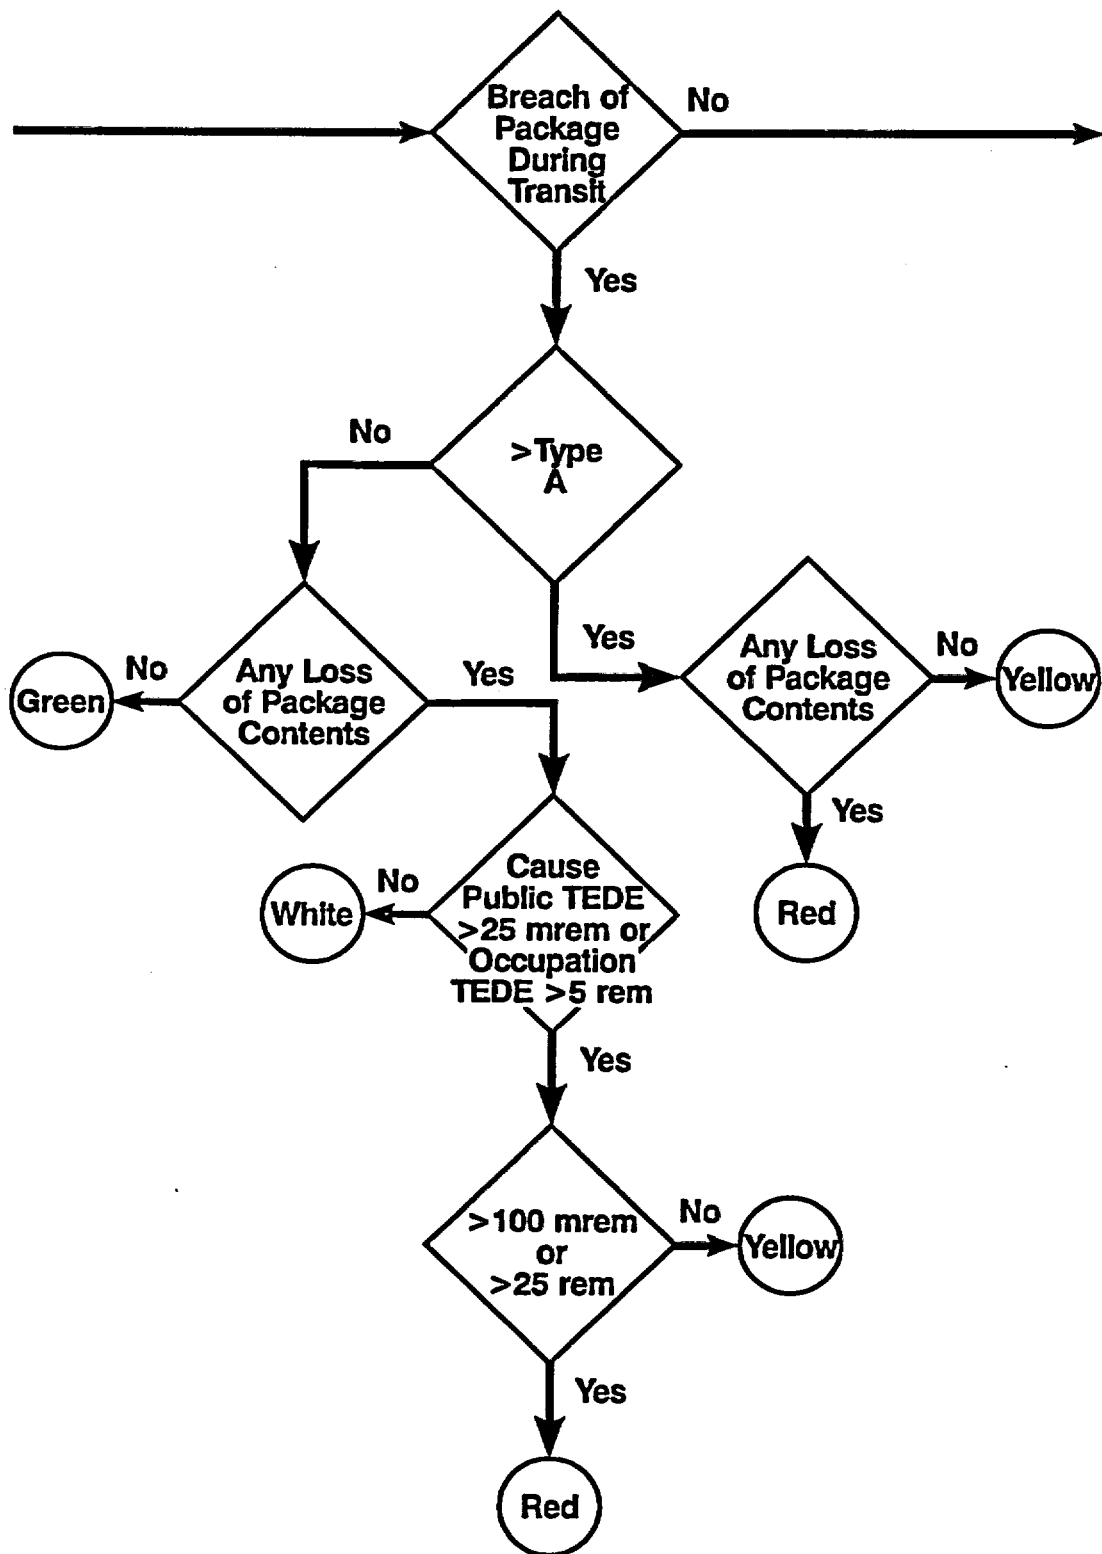 Breach of
Package
During
Transit
No
Yes
>Type
A
No
Yes
Any Loss
of Package
Contents
No
Green
Yes
Any Loss
of Package
Contents
No
Yellow
Yes
Red
Cause
Public TEDE
>25 mrem or
Occupation
TEDE >5 rem
No
White
Yes
>100 mrem
or
>25 rem
No
Yellow
Yes
Red